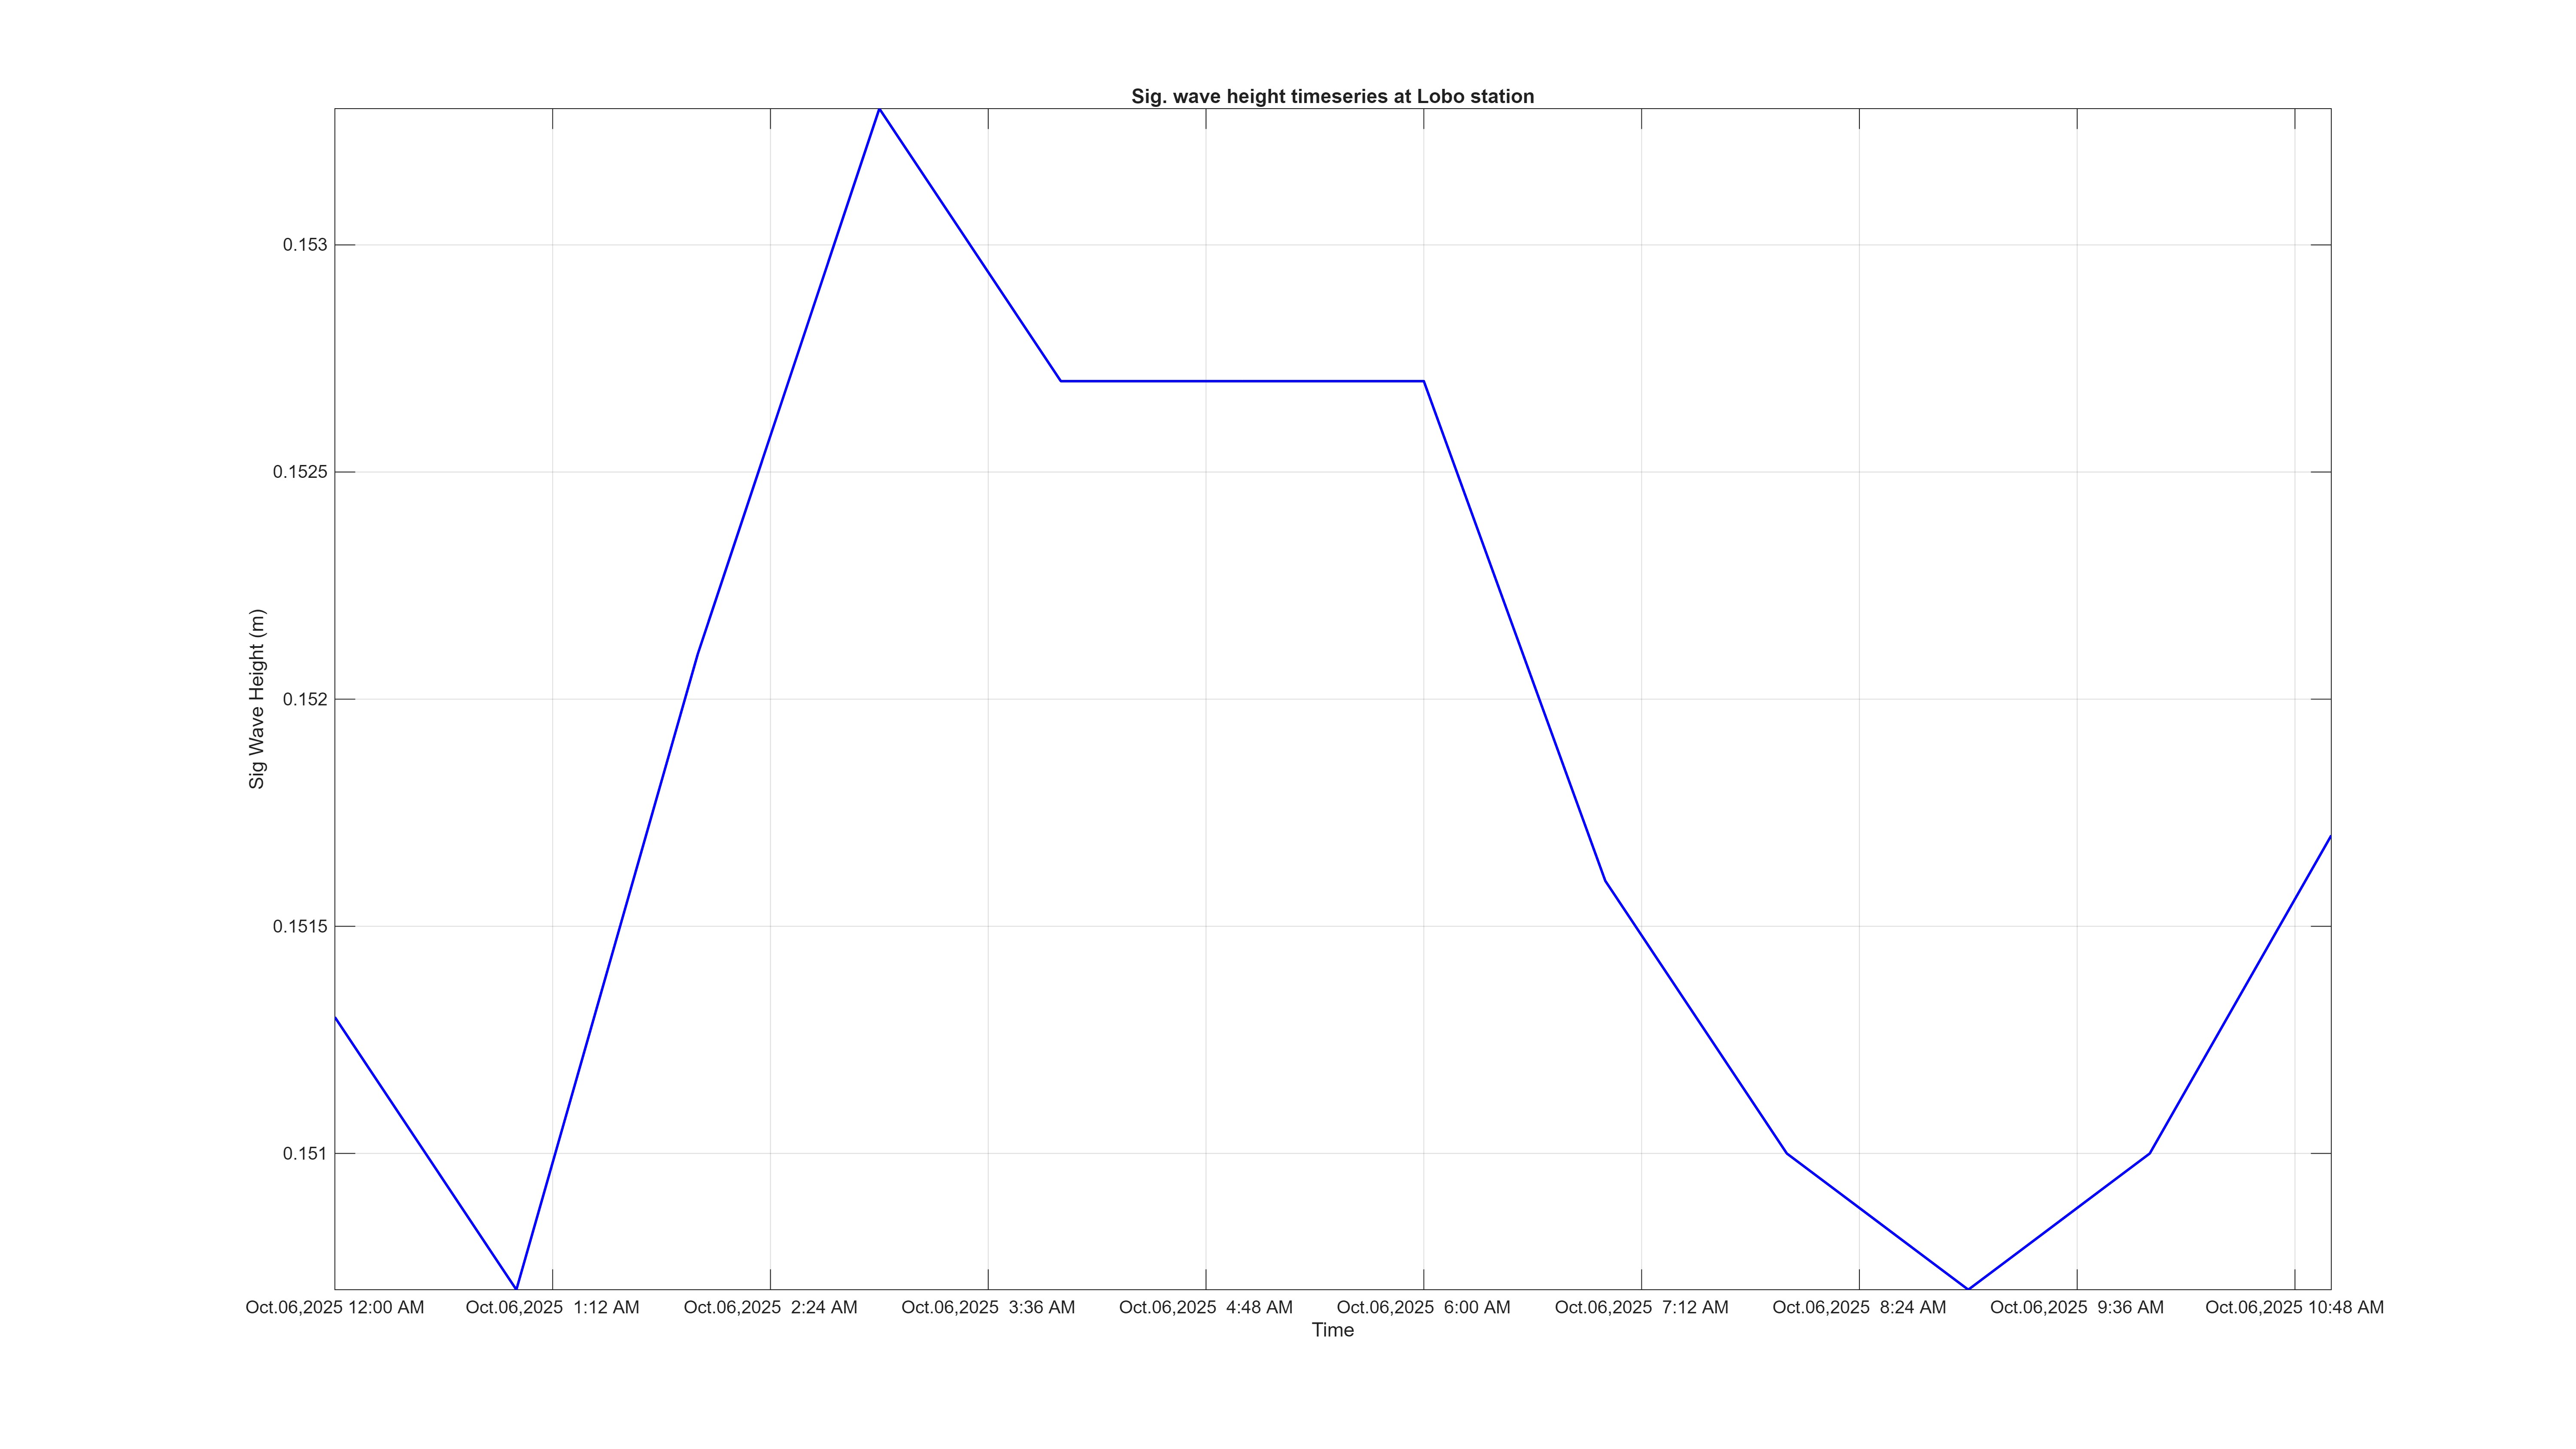 Sig. wave height timeseries at Lobo station
0.153
0.1525
0.152
0.1515
0.151
Sig Wave Height (m)
Oct.06,2025 12:00 AM
Oct.06,2025  1:12 AM
Oct.06,2025  2:24 AM
Oct.06,2025  3:36 AM
Oct.06,2025  4:48 AM
Oct.06,2025  6:00 AM
Oct.06,2025  7:12 AM
Oct.06,2025  8:24 AM
Oct.06,2025  9:36 AM
Oct.06,2025 10:48 AM
Time